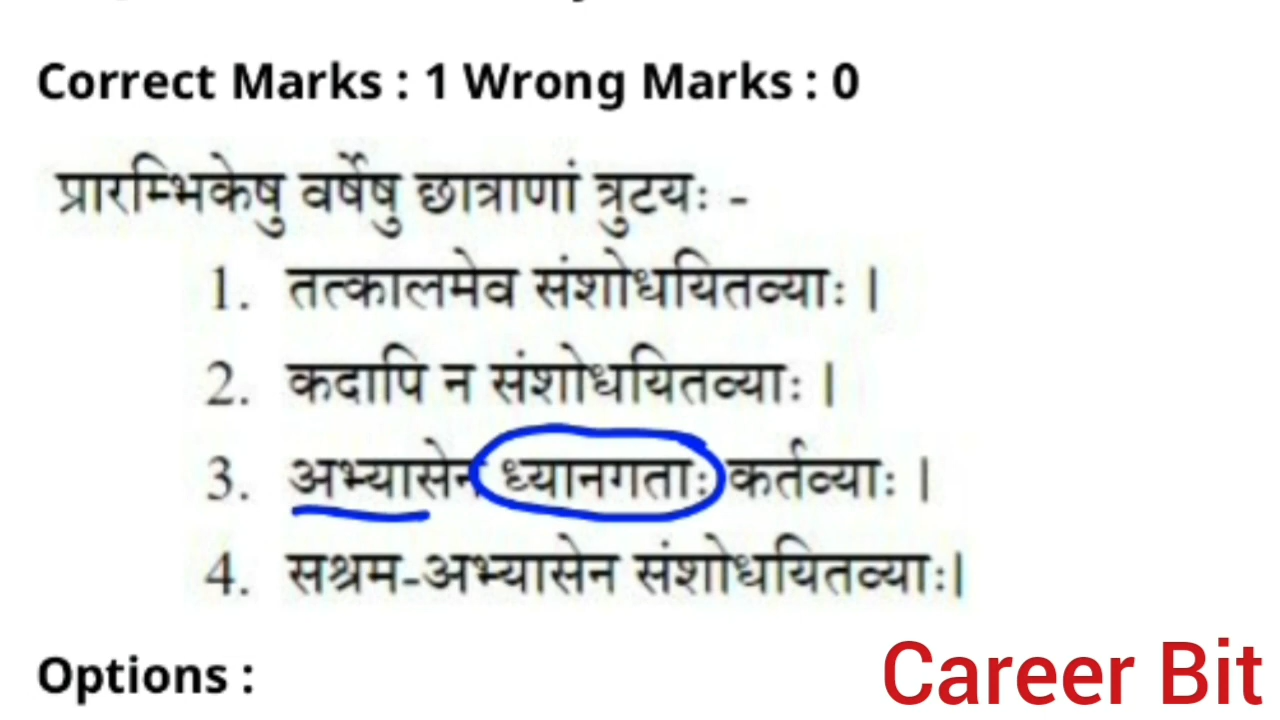 Correct Marks : 1 Wrong Marks : 0
प्रारम्भिकेषु वर्षेषु छात्राणां त्रुटयः -
1. तत्कालमेव संशोधयितव्याः |
2. कदापि न संशोधयितव्याः |
3. अभ्यासेन ध्यानगताः कर्तव्याः |
4. सश्रम-अभ्यासेन संशोधयितव्याः|
Options :
Career Bit